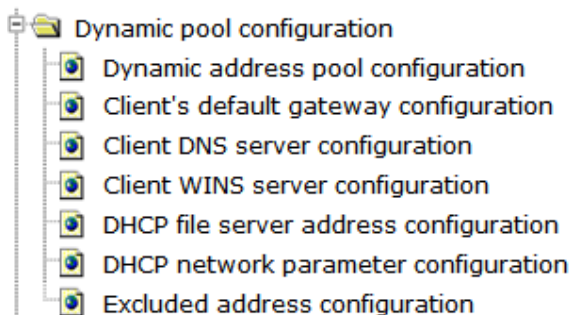 Dynamic pool configuration
Dynamic address pool configuration
Client's default gateway configuration
Client DNS server configuration
Client WINS server configuration
DHCP file server address configuration
DHCP network parameter configuration
Excluded address configuration